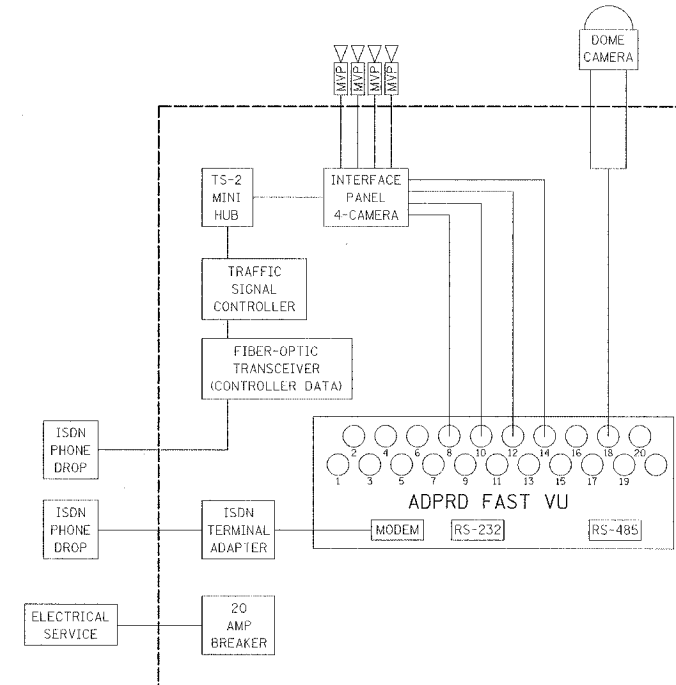 DOME
CAMERA
MVP MVP MVP MVP
TS-2
MINI
HUB
INTERFACE
PANEL
4-CAMERA
TRAFFIC
SIGNAL
CONTROLLER
FIBER-OPTIC
TRANSCEIVER
(CONTROLLER DATA)
ISDN
PHONE
DROP
2 4 6 8 10 12 14 16 18 20
1 3 5 7 9 11 13 15 17 19
ADPRD FAST VU
MODEM RS-232 RS-485
ISDN
PHONE
DROP
ISDN
TERMINAL
ADAPTER
ELECTRICAL
SERVICE
20
AMP
BREAKER